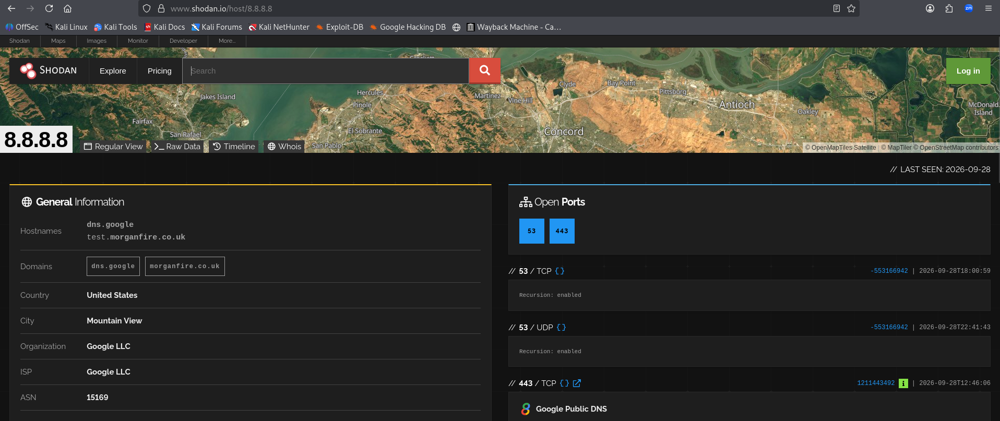 www.shodan.io/host/8.8.8.8
OffSec Kali Linux Kali Tools Kali Docs Kali Forums Kali NetHunter Exploit-DB Google Hacking DB Wayback Machine - Ca…
Shodan Maps Images Monitor Developer More...
Crockett
SHODAN Explore Pricing Search Log in
Clyde Bay Point
Pittsburg
Hercules Martinez
Jakes Island Vine Hill
Pinole Antioch McDonald
Island
Oakley
Fairfax
El Sobrante Concord
San Rafael
8.8.8.8 Regular View Raw Data Timeline Whois San Pablo
© OpenMapTiles Satellite | © MapTiler © OpenStreetMap contributors
// LAST SEEN: 2026-09-28
General Information
Hostnames
dns.google
test.morganfire.co.uk
Domains dns.google morganfire.co.uk
Country United States
City Mountain View
Organization Google LLC
ISP Google LLC
ASN 15169
Open Ports
53 443
// 53 / TCP {} -553166942 | 2026-09-28T18:00:59
Recursion: enabled
// 53 / UDP {} -553166942 | 2026-09-28T22:41:43
Recursion: enabled
// 443 / TCP {} 1211443492 i | 2026-09-28T12:46:06
Google Public DNS